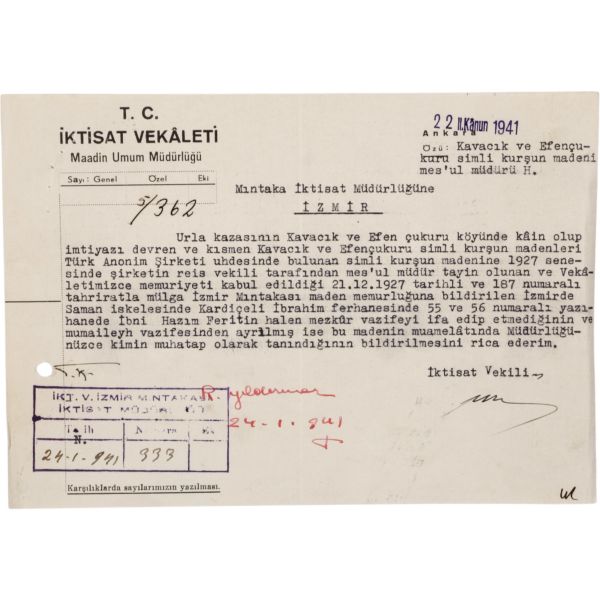 T. C.
İKTİSAT VEKÂLETİ
Maadin Umum Müdürlüğü
Sayı: Genel Özel Eki
5/362
22 II.Kânun 1941
Ankara
Özü: Kavacık ve Efençu-
kuru simli kurşun madeni
mes'ul müdürü H.
Mıntaka İktisat Müdürlüğüne
İ Z M İ R
Urla kazasının Kavacık ve Efen çukuru köyünde kâin olup
imtiyazı devren ve kısmen Kavacık ve Efençukuru simli kurşun madenleri
Türk Anonim Şirketi uhdesinde bulunan simli kurşun madenine 1927 sene-
sinde şirketin reis vekili tarafından mes'ul müdür tayin olunan ve Vekâ-
letimizce memuriyeti kabul edildiği 21.12.1927 tarihli ve 187 numaralı
tahriratla mülga İzmir Mıntakası maden memurluğuna bildirilen İzmirde
Saman iskelesinde Kardiçeli İbrahim ferhanesinde 55 ve 56 numaralı yazı-
hanede İbni Hazım Feritin halen mezkûr vazifeyi ifa edip etmediğinin ve
mumaileyh vazifesinden ayrılmış ise bu madenin muamelâtında Müdürlüğü-
nüzce kimin muhatap olarak tanındığının bildirilmesini rica ederim.
İktisat Vekili
T.K.
İKT. V. İZMİR MINTAKASI
İKTİSAT MÜDÜRLÜĞÜ
Tarih Numara Ek
N.
24-1-941 333
24-1-941
Karşılıklarda sayılarımızın yazılması.